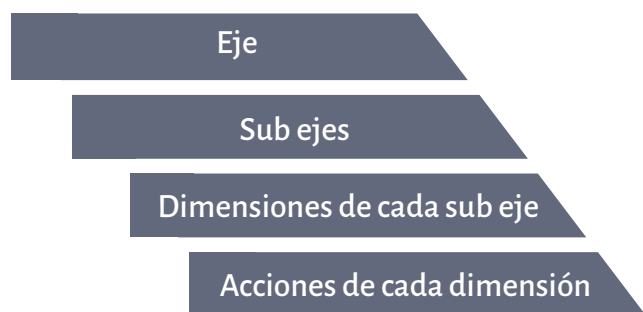 Eje
Sub ejes
Dimensiones de cada sub eje
Acciones de cada dimensión